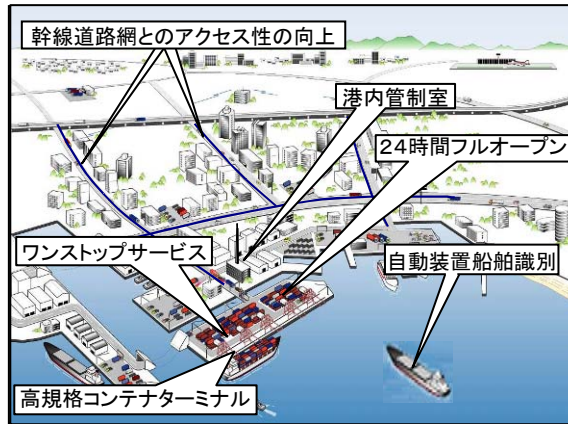 幹線道路網とのアクセス性の向上
港内管制室
24時間フルオープン
ワンストップサービス
自動装置船舶識別
高規格コンテナターミナル